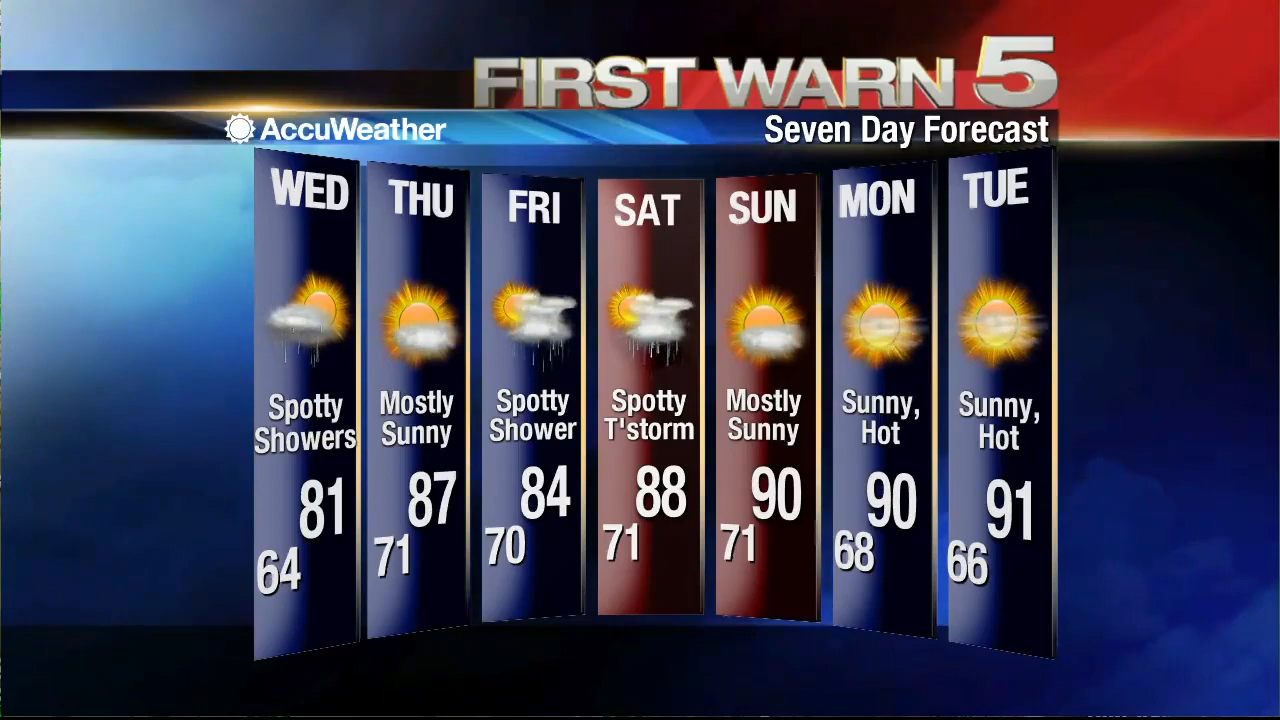 FIRST WARN 5
AccuWeather
Seven Day Forecast
WED
Spotty
Showers
81
64
THU
Mostly
Sunny
87
71
FRI
Spotty
Shower
84
70
SAT
Spotty
T'storm
88
71
SUN
Mostly
Sunny
90
71
MON
Sunny,
Hot
90
68
TUE
Sunny,
Hot
91
66